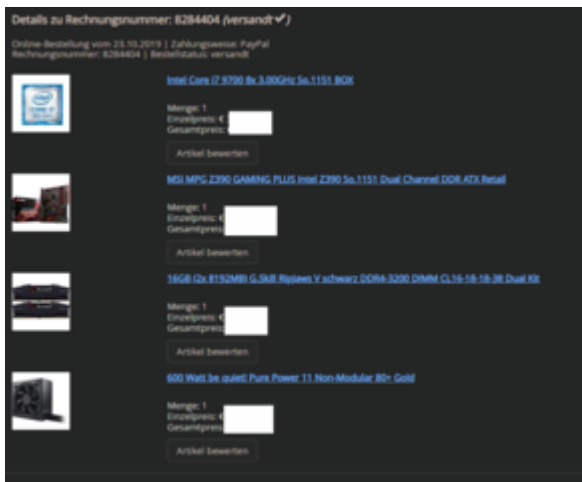 Details zu Rechnungsnummer: 8284404 (versandt ✔)
Online-Bestellung vom 23.10.2019 | Zahlungsweise: PayPal
Rechnungsnummer: 8284404 | Bestellstatus: versandt
Intel Core i7 9700 8x 3.00GHz So.1151 BOX
Menge: 1
Einzelpreis: €
Gesamtpreis: €
Artikel bewerten
MSI MPG Z390 GAMING PLUS Intel Z390 So.1151 Dual Channel DDR ATX Retail
Menge: 1
Einzelpreis: €
Gesamtpreis:
Artikel bewerten
16GB (2x 8192MB) G.Skill RipJaws V schwarz DDR4-3200 DIMM CL16-18-18-38 Dual Kit
Menge: 1
Einzelpreis: €
Gesamtpreis:
Artikel bewerten
600 Watt be quiet! Pure Power 11 Non-Modular 80+ Gold
Menge: 1
Einzelpreis: €
Gesamtpreis:
Artikel bewerten